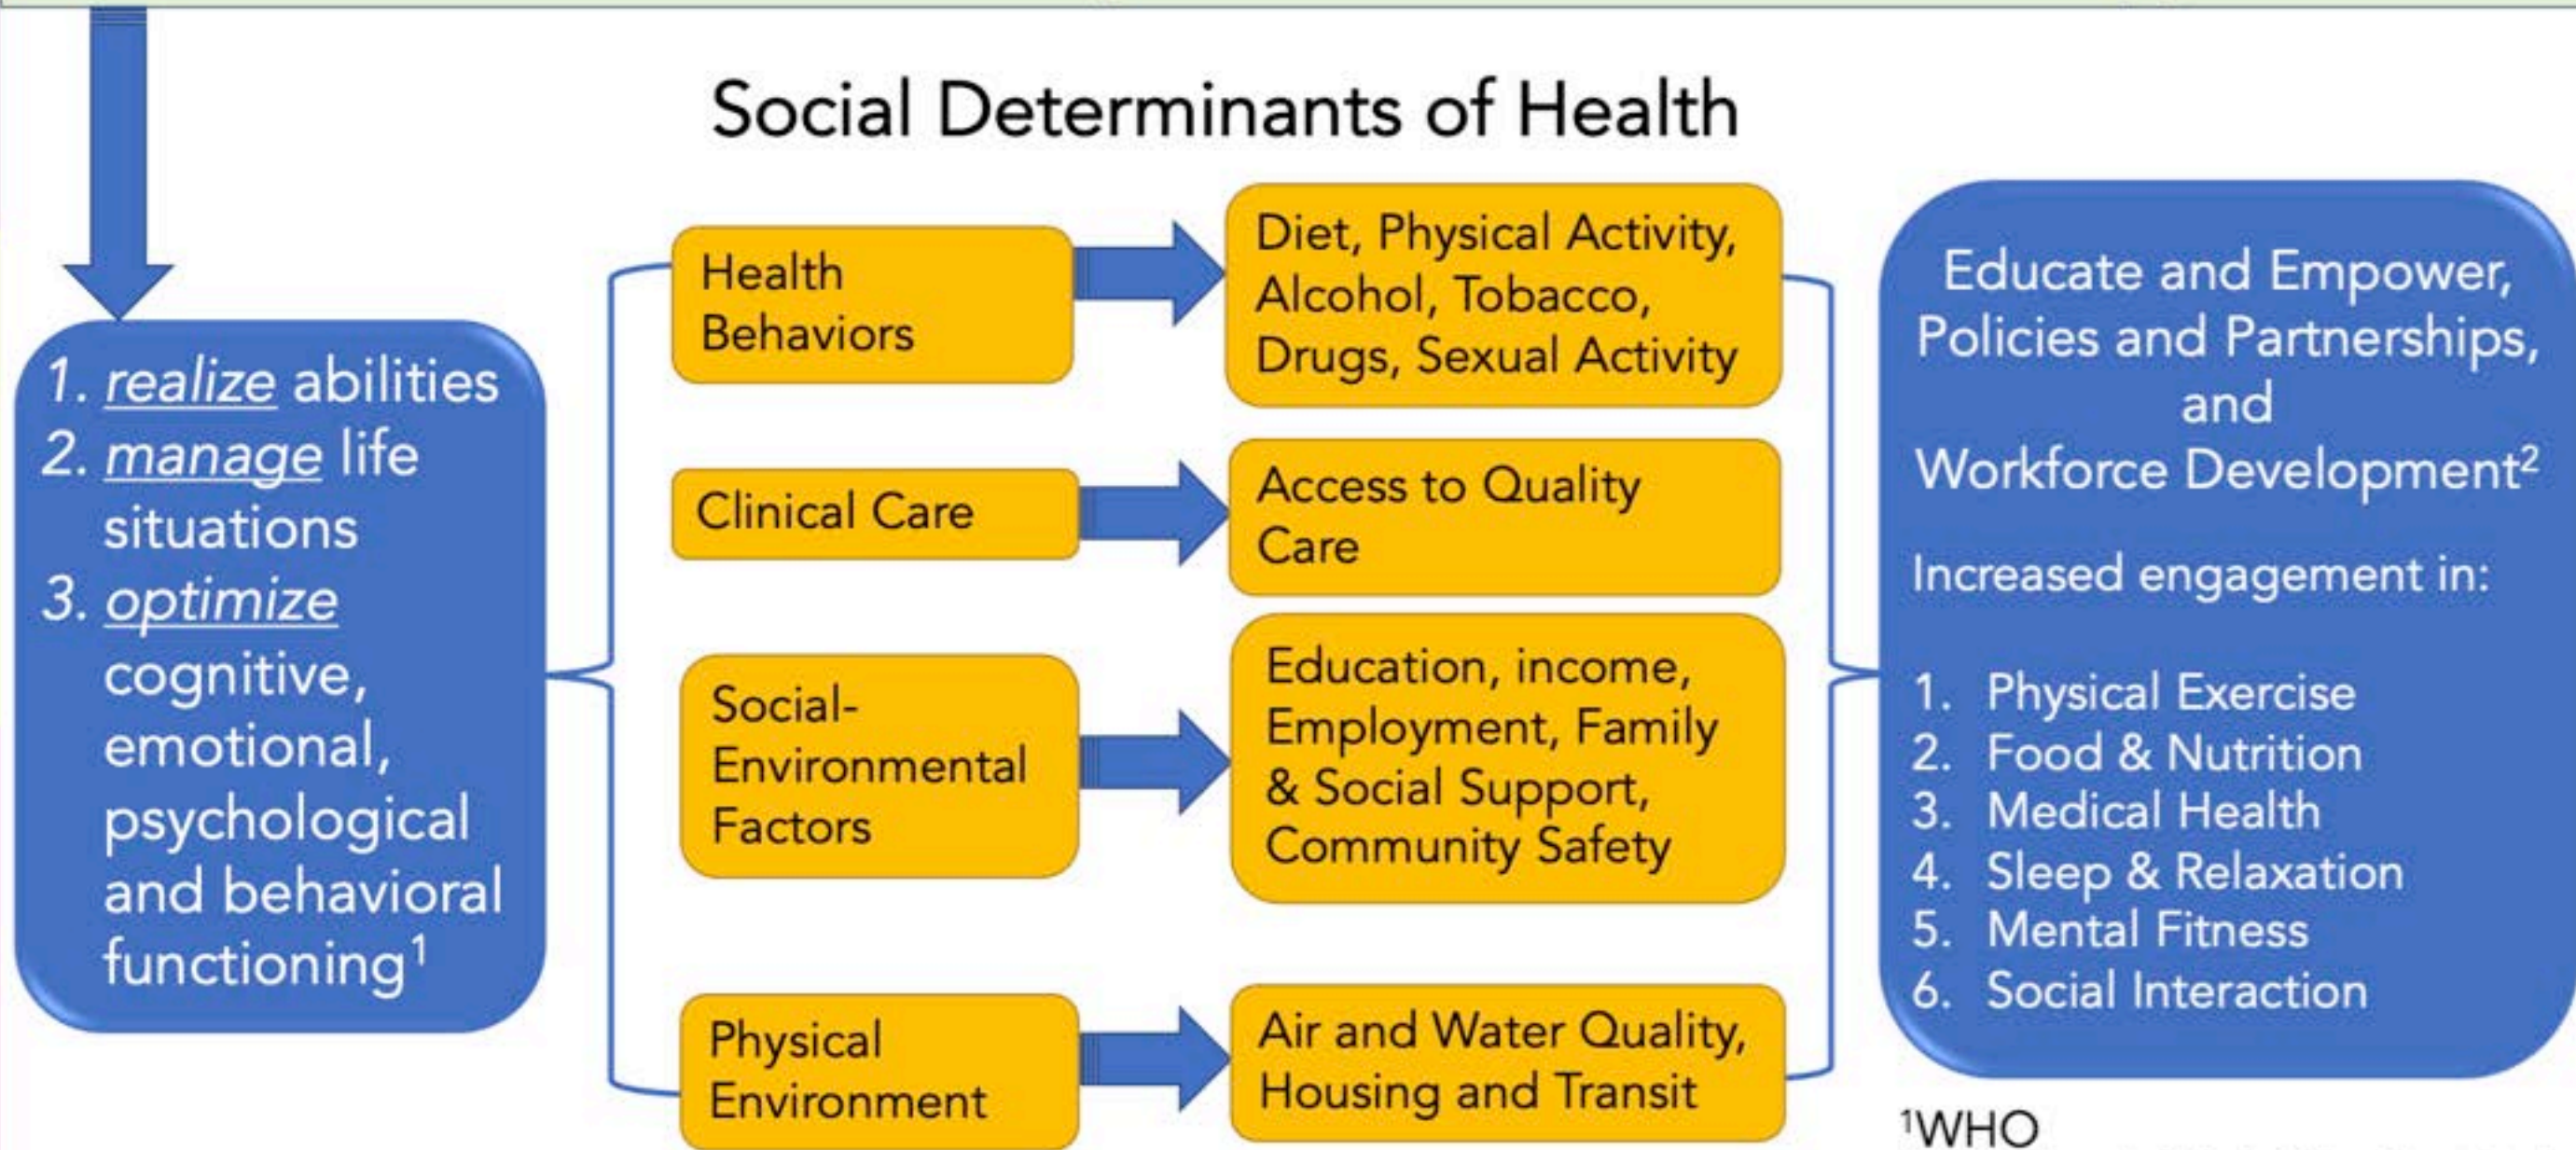 Social Determinants of Health
1. realize abilities
2. manage life
situations
3. optimize
cognitive,
emotional,
psychological
and behavioral
functioning¹
Health
Behaviors
Diet, Physical Activity,
Alcohol, Tobacco,
Drugs, Sexual Activity
Clinical Care
Access to Quality
Care
Social-
Environmental
Factors
Education, income,
Employment, Family
& Social Support,
Community Safety
Physical
Environment
Air and Water Quality,
Housing and Transit
Educate and Empower,
Policies and Partnerships,
and
Workforce Development²
Increased engagement in:
1. Physical Exercise
2. Food & Nutrition
3. Medical Health
4. Sleep & Relaxation
5. Mental Fitness
6. Social Interaction
¹WHO